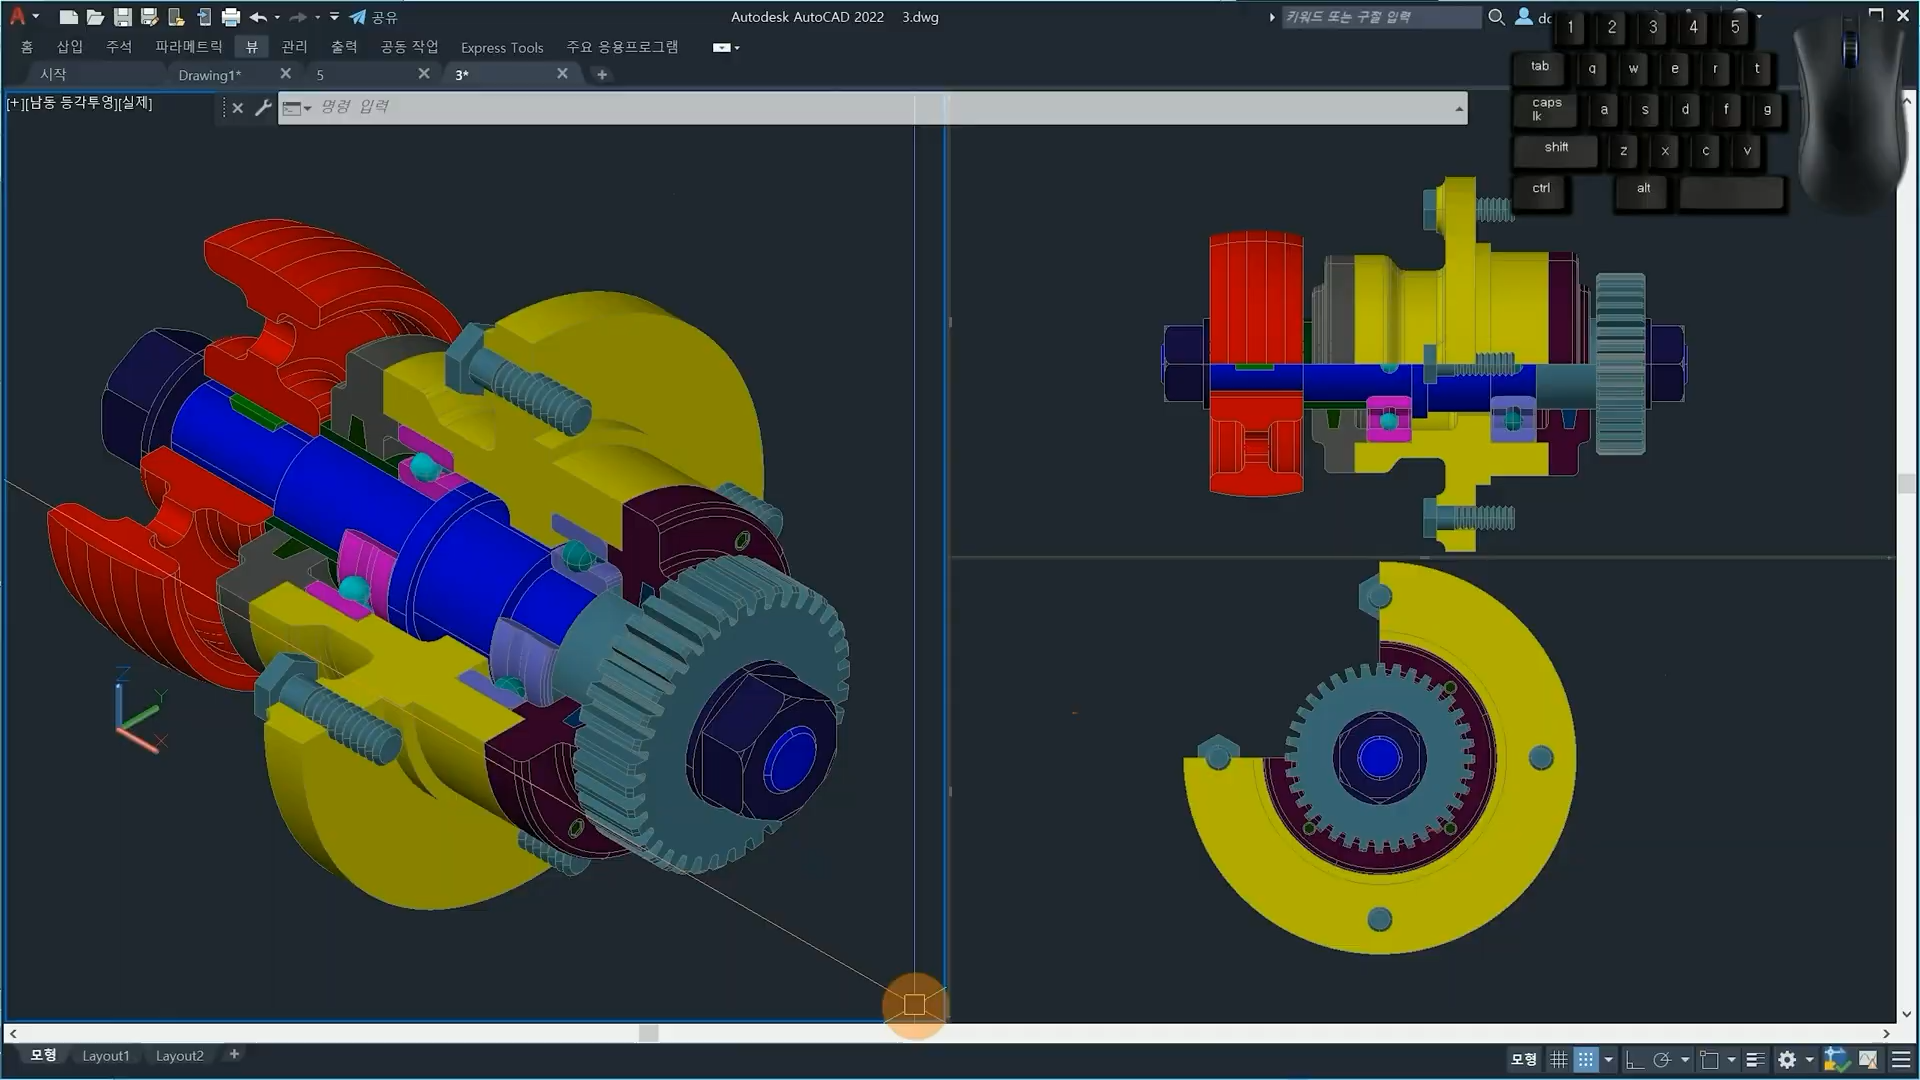 공유
Autodesk AutoCAD 2022 3.dwg
키워드 또는 구절 입력
홈 삽입 주석 파라메트릭 뷰 관리 출력 공동 작업 Express Tools 주요 응용프로그램
시작 Drawing1* 5 3*
[+][남동 등각투영][실제]
명령 입력
1 2 3 4 5
tab q w e r t
caps lk a s d f g
shift z x c v
ctrl alt
Z
Y
X
모형 Layout1 Layout2
모형